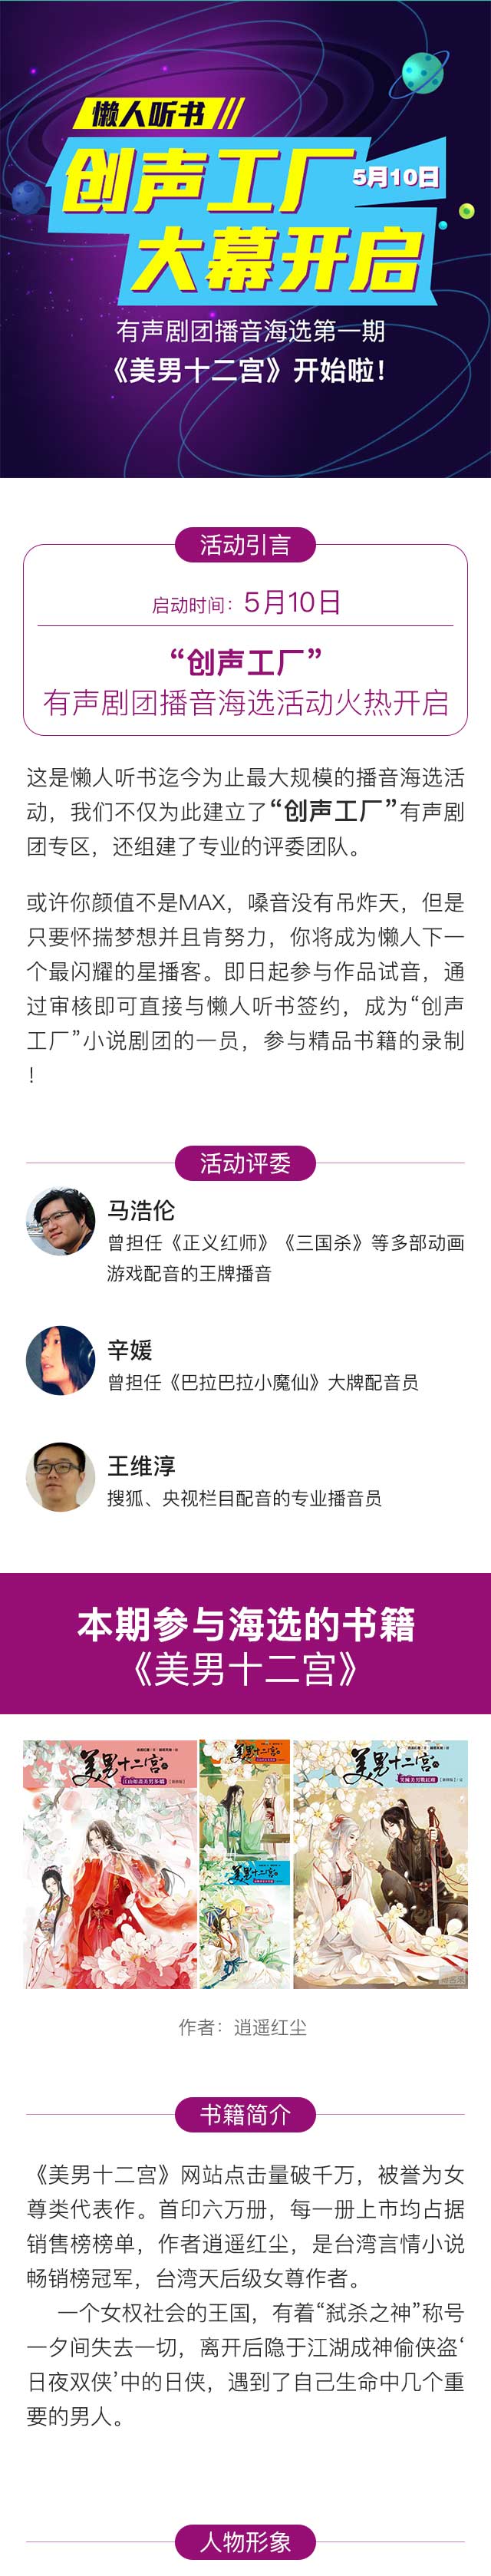 懒人听书
创声工厂
5月10日
大幕开启
有声剧团播音海选第一期
《美男十二宫》开始啦！
活动引言
启动时间：5月10日
“创声工厂”
有声剧团播音海选活动火热开启
这是懒人听书迄今为止最大规模的播音海选活
动，我们不仅为此建立了“创声工厂”有声剧
团专区，还组建了专业的评委团队。
或许你颜值不是MAX，嗓音没有吊炸天，但是
只要怀揣梦想并且肯努力，你将成为懒人下一
个最闪耀的星播客。即日起参与作品试音，通
过审核即可直接与懒人听书签约，成为“创声
工厂”小说剧团的一员，参与精品书籍的录制
！
活动评委
马浩伦
曾担任《正义红师》《三国杀》等多部动画
游戏配音的王牌播音
辛媛
曾担任《巴拉巴拉小魔仙》大牌配音员
王维淳
搜狐、央视栏目配音的专业播音员
本期参与海选的书籍
《美男十二宫》
美男十二宫
美男十二宫
美男十二宫
美男十二宫
作者：逍遥红尘
书籍简介
《美男十二宫》网站点击量破千万，被誉为女
尊类代表作。首印六万册，每一册上市均占据
销售榜榜单，作者逍遥红尘，是台湾言情小说
畅销榜冠军，台湾天后级女尊作者。
一个女权社会的王国，有着“弑杀之神”称号
一夕间失去一切，离开后隐于江湖成神偷侠盗‘
日夜双侠’中的日侠，遇到了自己生命中几个重
要的男人。
人物形象